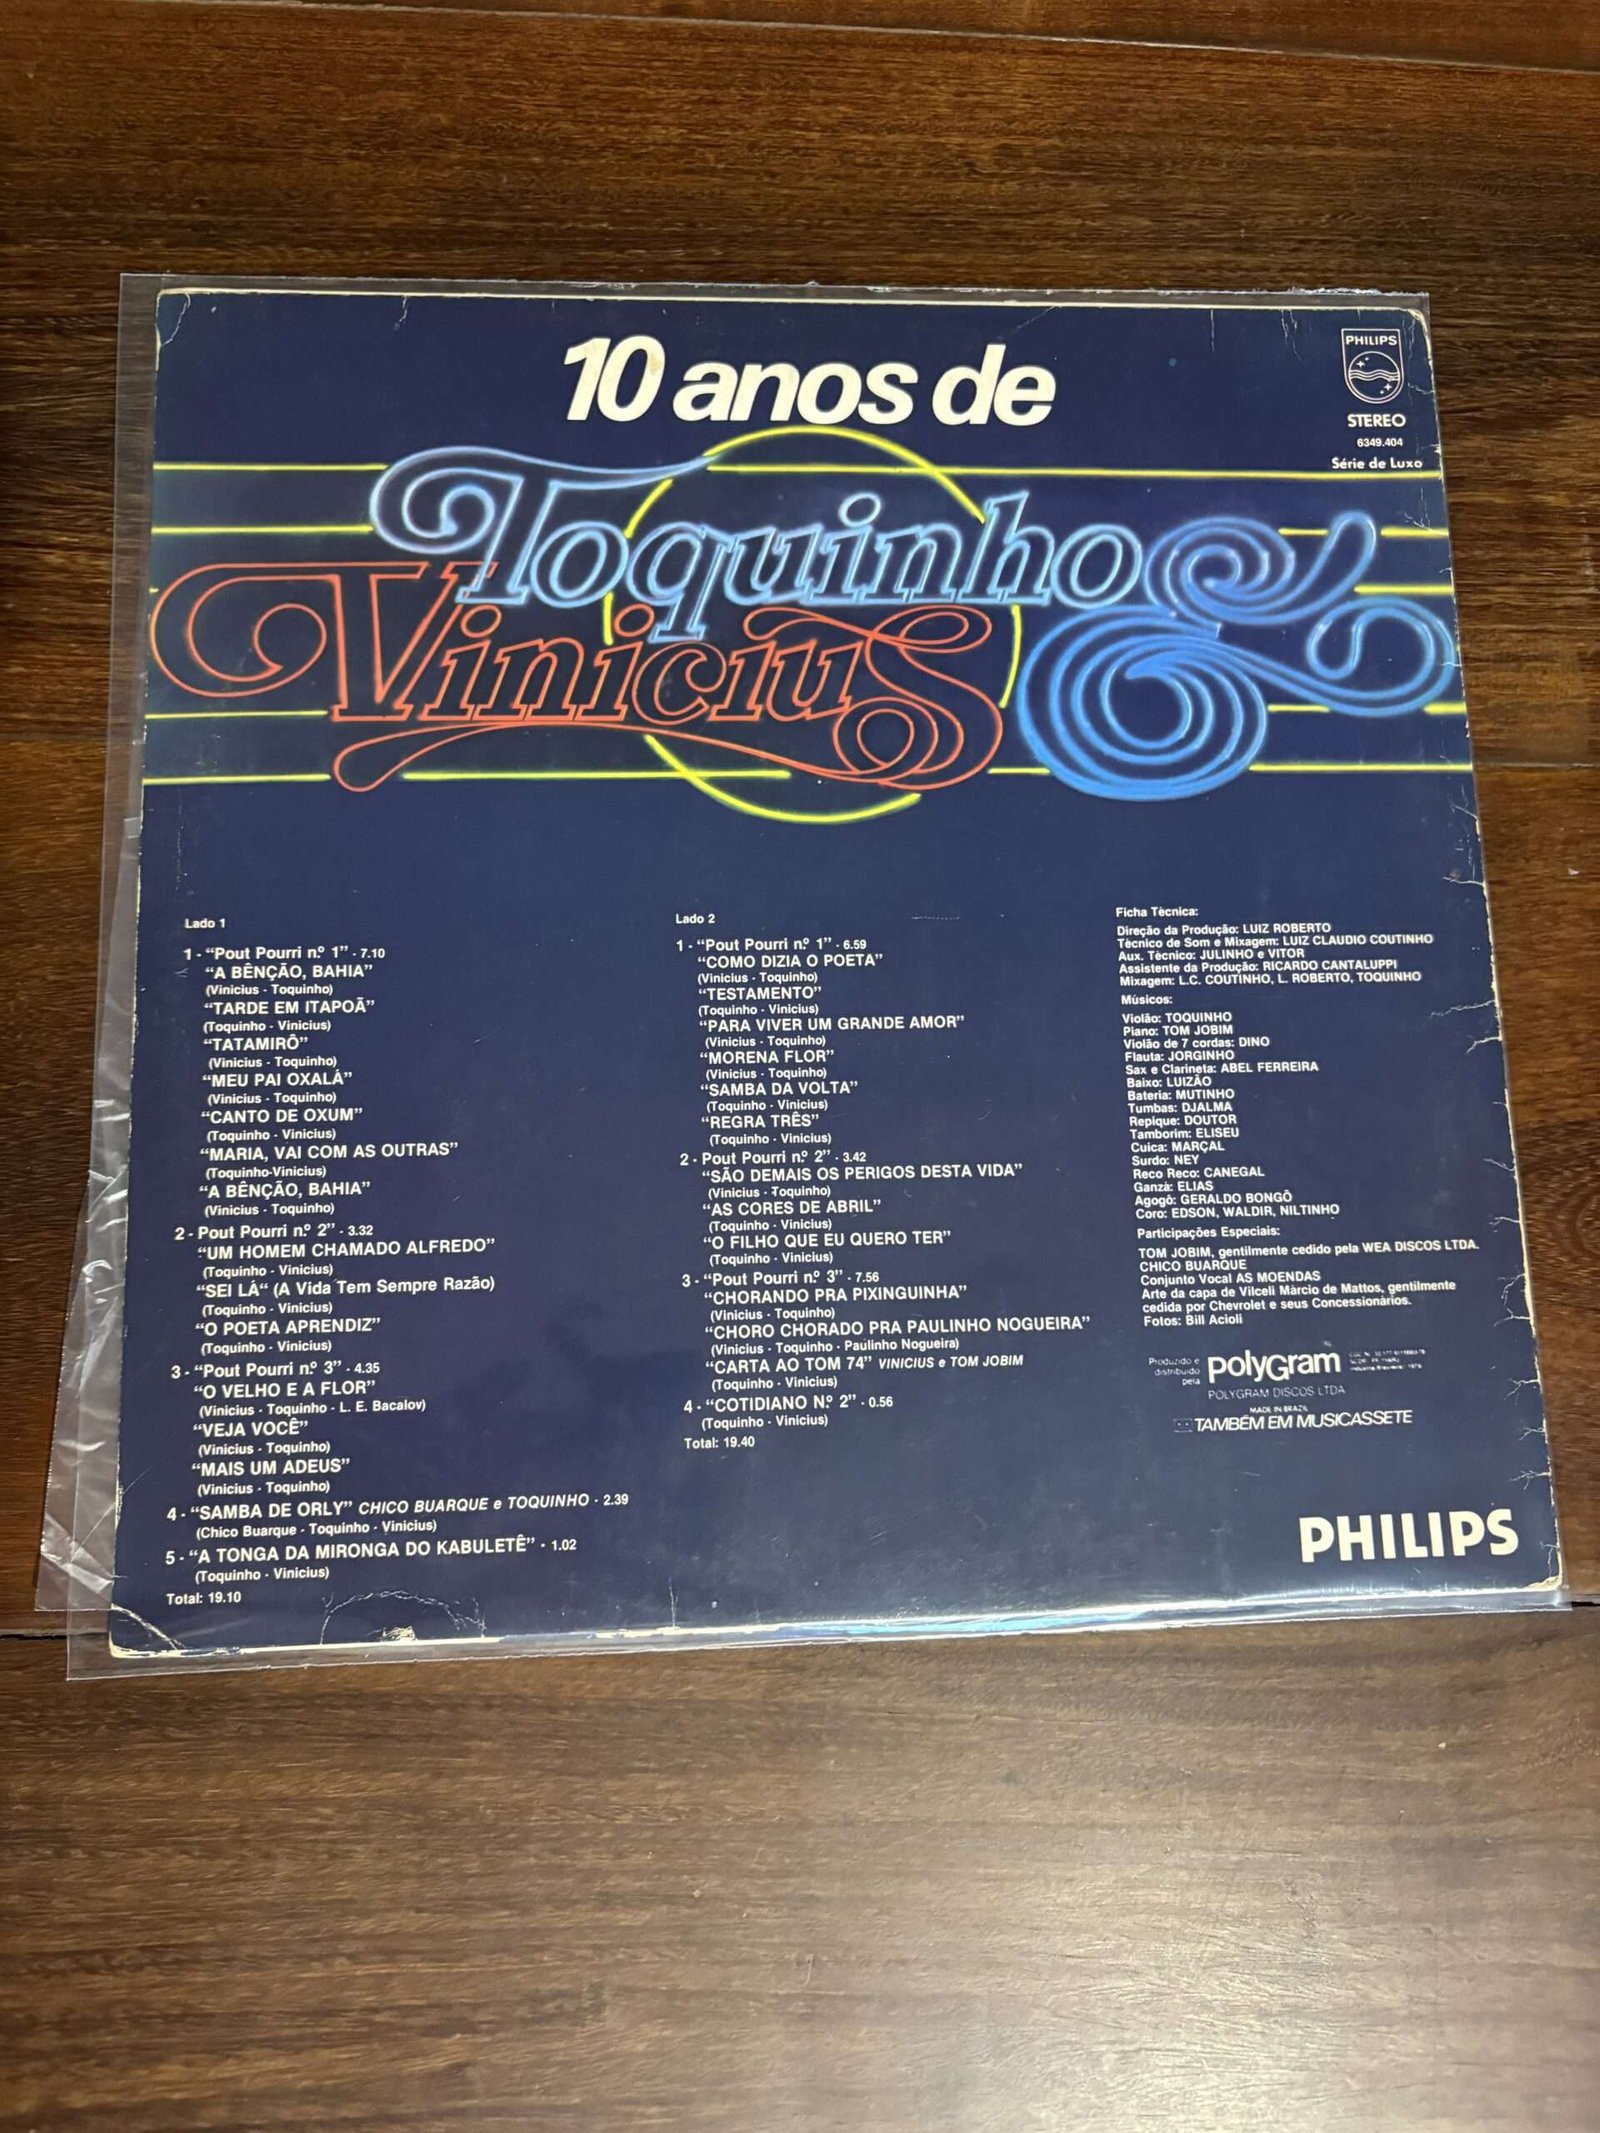 10 anos de
Toquinho &
Vinicius
PHILIPS
STEREO
6349.404
Série de Luxo
Lado 1
1 - “Pout Pourri n.º 1” - 7.10
“A BÊNÇÃO, BAHIA”
(Vinicius - Toquinho)
“TARDE EM ITAPOÃ”
(Toquinho - Vinicius)
“TATAMIRÔ”
(Vinicius - Toquinho)
“MEU PAI OXALÁ”
(Vinicius - Toquinho)
“CANTO DE OXUM”
(Toquinho - Vinicius)
“MARIA, VAI COM AS OUTRAS”
(Toquinho-Vinicius)
“A BÊNÇÃO, BAHIA”
(Vinicius - Toquinho)
2 - Pout Pourri n.º 2” - 3.32
“UM HOMEM CHAMADO ALFREDO”
(Toquinho - Vinicius)
“SEI LÁ“ (A Vida Tem Sempre Razão)
(Toquinho - Vinicius)
“O POETA APRENDIZ”
(Toquinho - Vinicius)
3 - “Pout Pourri n.º 3” - 4.35
“O VELHO E A FLOR”
(Vinicius - Toquinho - L. E. Bacalov)
“VEJA VOCÊ”
(Vinicius - Toquinho)
“MAIS UM ADEUS”
(Vinicius - Toquinho)
4 - “SAMBA DE ORLY” CHICO BUARQUE e TOQUINHO - 2.39
(Chico Buarque - Toquinho - Vinicius)
5 - “A TONGA DA MIRONGA DO KABULETÊ” - 1.02
(Toquinho - Vinicius)
Total: 19.10
Lado 2
1 - “Pout Pourri n.º 1” - 6.59
“COMO DIZIA O POETA”
(Vinicius - Toquinho)
“TESTAMENTO”
(Toquinho - Vinicius)
“PARA VIVER UM GRANDE AMOR”
(Vinicius - Toquinho)
“MORENA FLOR”
(Vinicius - Toquinho)
“SAMBA DA VOLTA”
(Toquinho - Vinicius)
“REGRA TRÊS”
(Toquinho - Vinicius)
2 - Pout Pourri n.º 2” - 3.42
“SÃO DEMAIS OS PERIGOS DESTA VIDA”
(Vinicius - Toquinho)
“AS CORES DE ABRIL”
(Toquinho - Vinicius)
“O FILHO QUE EU QUERO TER”
(Toquinho - Vinicius)
3 - “Pout Pourri n.º 3” - 7.56
“CHORANDO PRA PIXINGUINHA”
(Vinicius - Toquinho)
“CHORO CHORADO PRA PAULINHO NOGUEIRA”
(Vinicius - Toquinho - Paulinho Nogueira)
“CARTA AO TOM 74” VINICIUS e TOM JOBIM
(Toquinho - Vinicius)
4 - “COTIDIANO N.º 2” - 0.56
(Toquinho - Vinicius)
Total: 19.40
Ficha Tècnica:
Direção da Produção: LUIZ ROBERTO
Tècnico de Som e Mixagem: LUIZ CLAUDIO COUTINHO
Aux. Tècnico: JULINHO e VITOR
Assistente da Produção: RICARDO CANTALUPPI
Mixagem: L.C. COUTINHO, L. ROBERTO, TOQUINHO
Músicos:
Violão: TOQUINHO
Piano: TOM JOBIM
Violão de 7 cordas: DINO
Flauta: JORGINHO
Sax e Clarineta: ABEL FERREIRA
Baixo: LUIZÃO
Bateria: MUTINHO
Tumbas: DJALMA
Repique: DOUTOR
Tamborim: ELISEU
Cuica: MARÇAL
Surdo: NEY
Reco Reco: CANEGAL
Ganzà: ELIAS
Agogô: GERALDO BONGÔ
Coro: EDSON, WALDIR, NILTINHO
Participações Especiais:
TOM JOBIM, gentilmente cedido pela WEA DISCOS LTDA.
CHICO BUARQUE
Conjunto Vocal AS MOENDAS
Arte da capa de Vilceli Màrcio de Mattos, gentilmente
cedida por Chevrolet e seus Concessionàrios.
Fotos: Bill Acioli
Produzido e
distribuido
pela
PolyGram
POLYGRAM DISCOS LTDA
MADE IN BRAZIL
TAMBÉM EM MUSICASSETE
PHILIPS